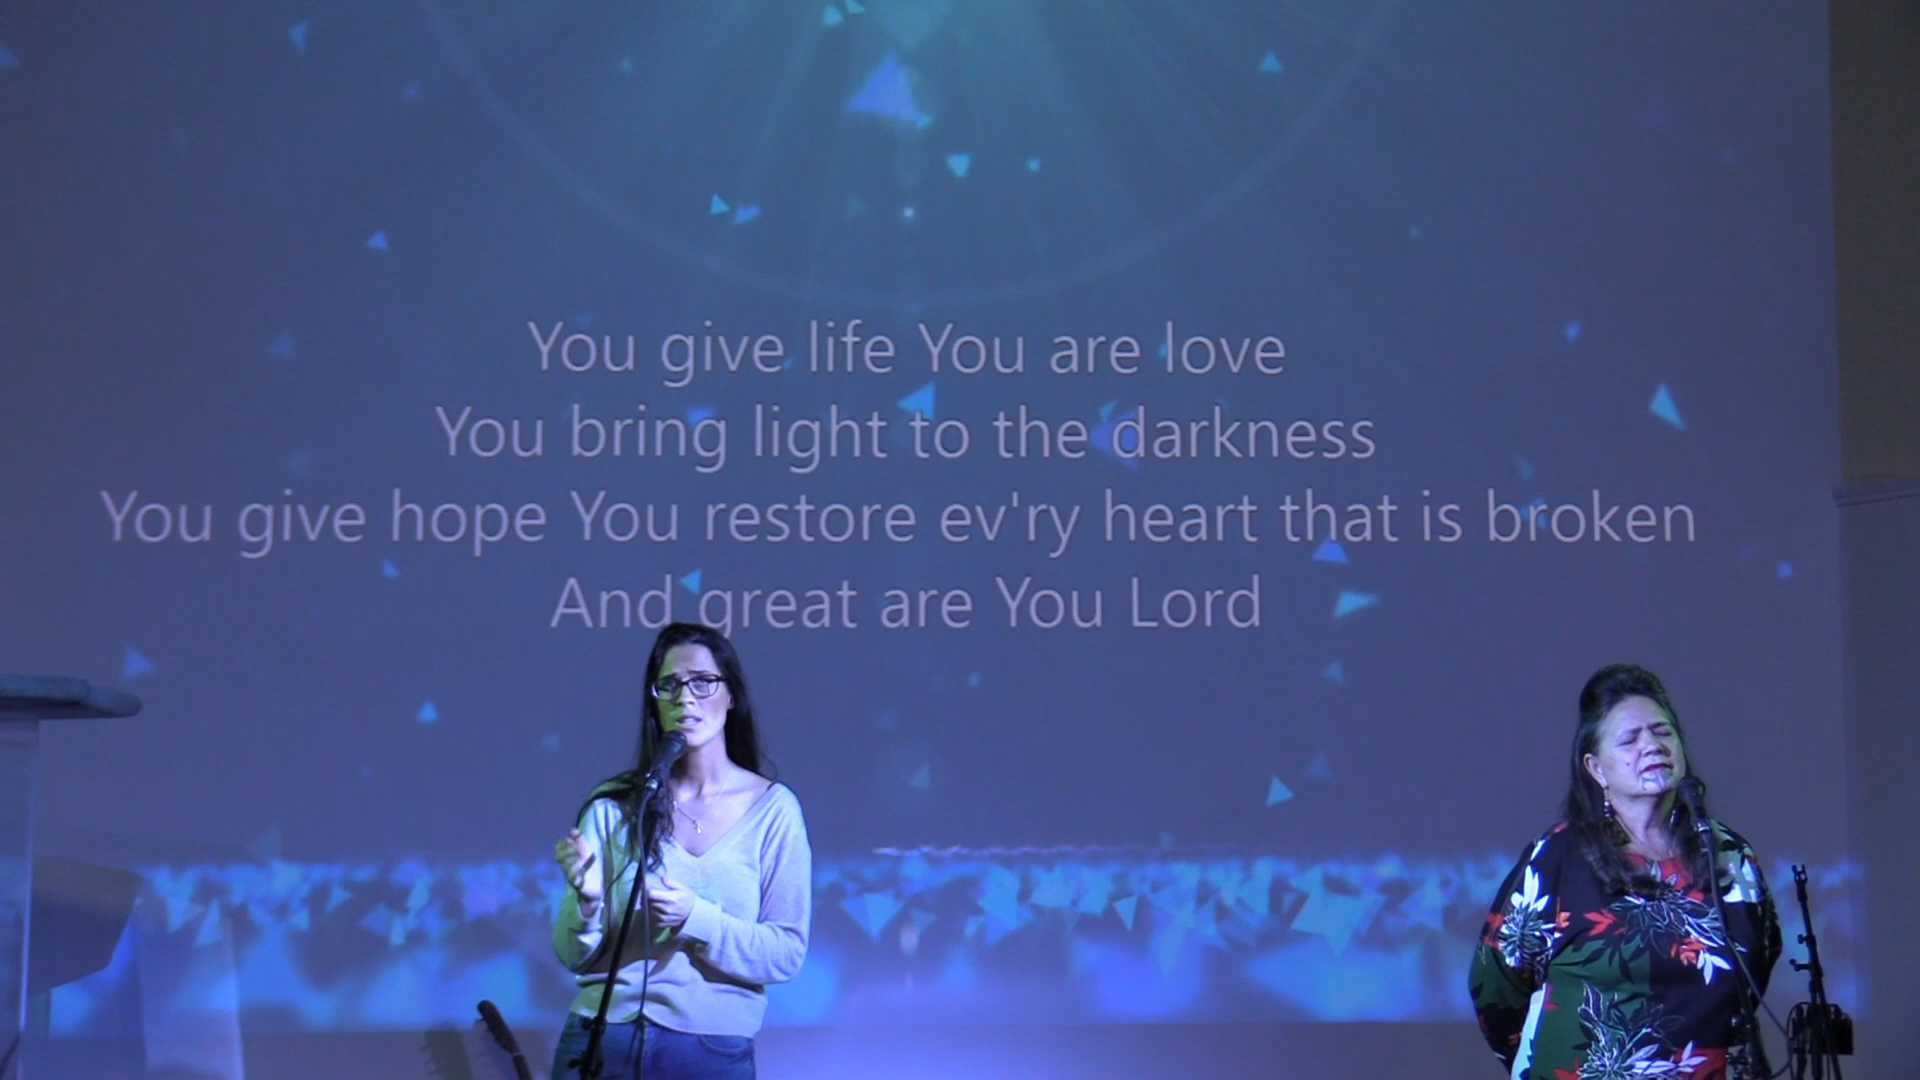 You give life You are love
You bring light to the darkness
You give hope You restore ev'ry heart that is broken
And great are You Lord